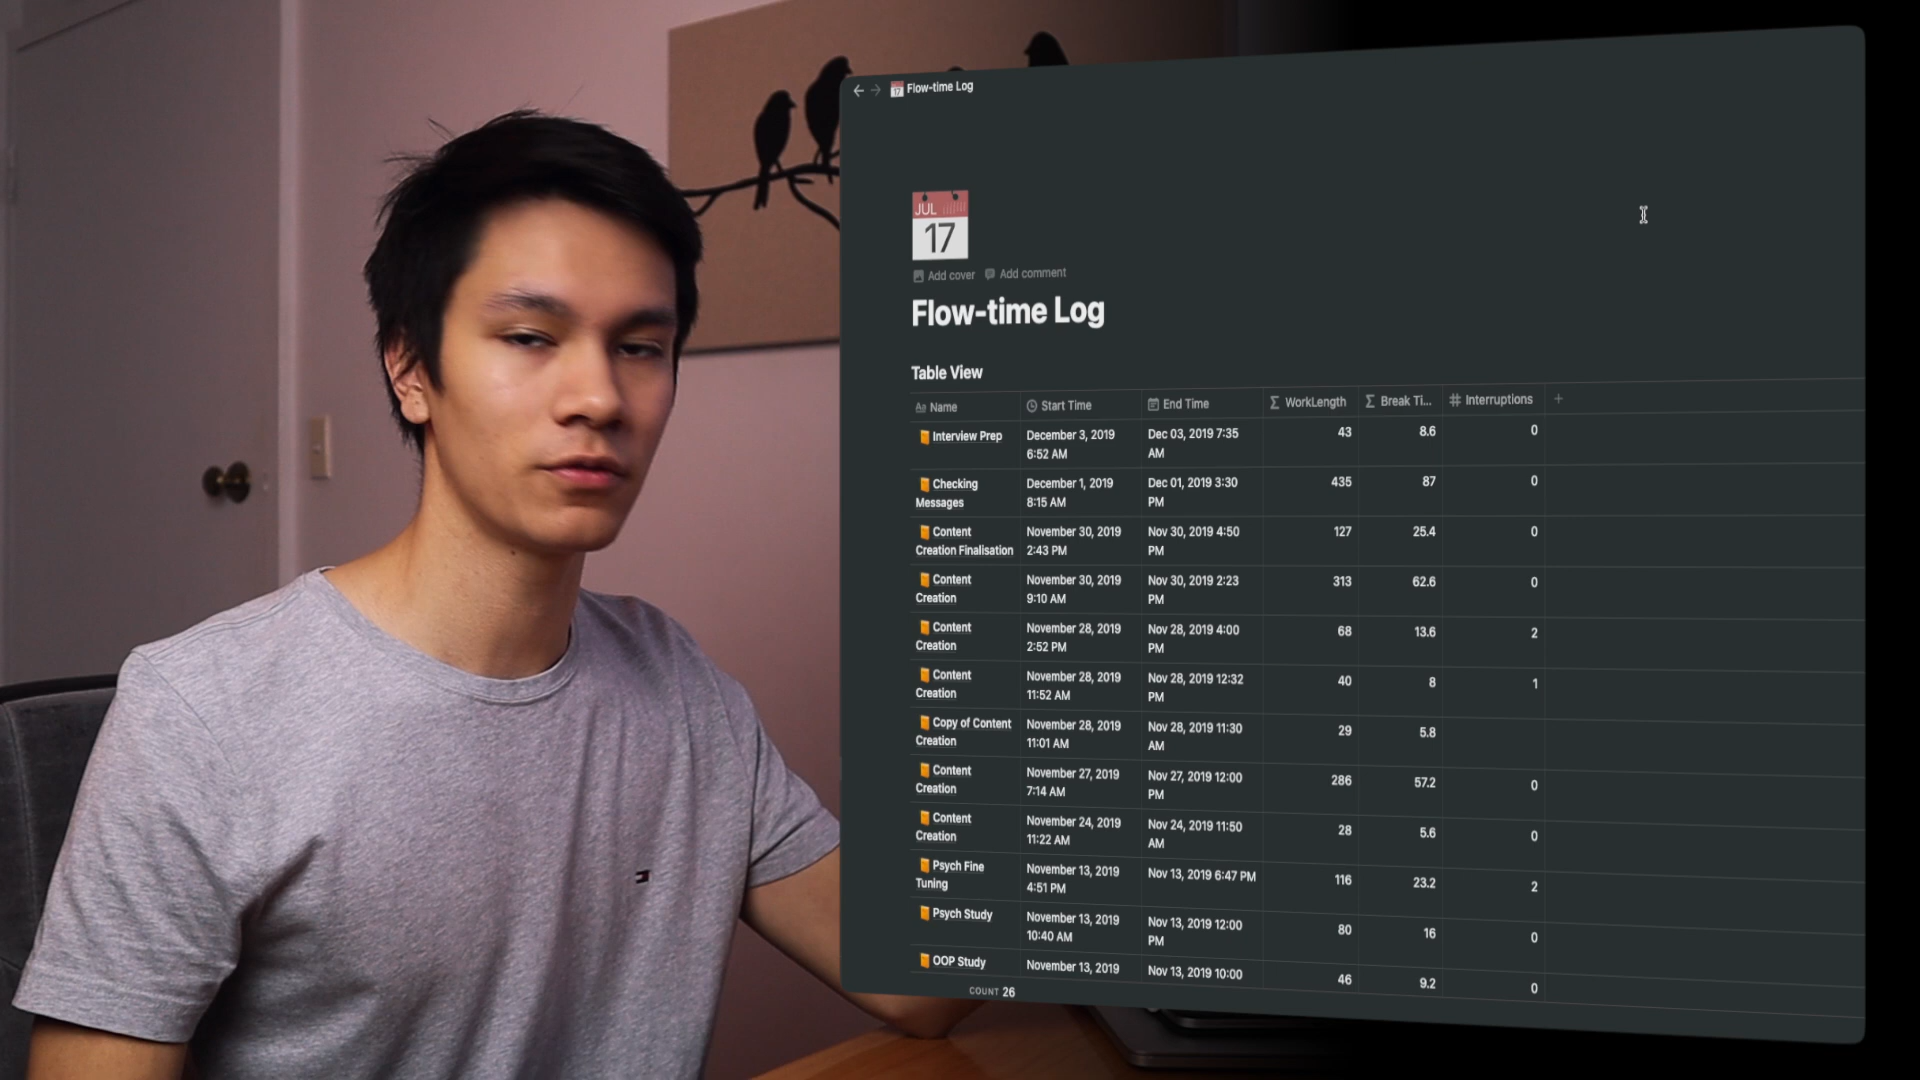 Flow-time Log
JUL
17
Add cover Add comment
Flow-time Log
Table View
Aa Name Start Time End Time Σ WorkLength Σ Break Ti... # Interruptions +
Interview Prep December 3, 2019 6:52 AM Dec 03, 2019 7:35 AM 43 8.6 0
Checking Messages December 1, 2019 8:15 AM Dec 01, 2019 3:30 PM 435 87 0
Content Creation Finalisation November 30, 2019 2:43 PM Nov 30, 2019 4:50 PM 127 25.4 0
Content Creation November 30, 2019 9:10 AM Nov 30, 2019 2:23 PM 313 62.6 0
Content Creation November 28, 2019 2:52 PM Nov 28, 2019 4:00 PM 68 13.6 2
Content Creation November 28, 2019 11:52 AM Nov 28, 2019 12:32 PM 40 8 1
Copy of Content Creation November 28, 2019 11:01 AM Nov 28, 2019 11:30 AM 29 5.8
Content Creation November 27, 2019 7:14 AM Nov 27, 2019 12:00 PM 286 57.2 0
Content Creation November 24, 2019 11:22 AM Nov 24, 2019 11:50 AM 28 5.6 0
Psych Fine Tuning November 13, 2019 4:51 PM Nov 13, 2019 6:47 PM 116 23.2 2
Psych Study November 13, 2019 10:40 AM Nov 13, 2019 12:00 PM 80 16 0
OOP Study November 13, 2019 Nov 13, 2019 10:00 46 9.2 0
COUNT 26